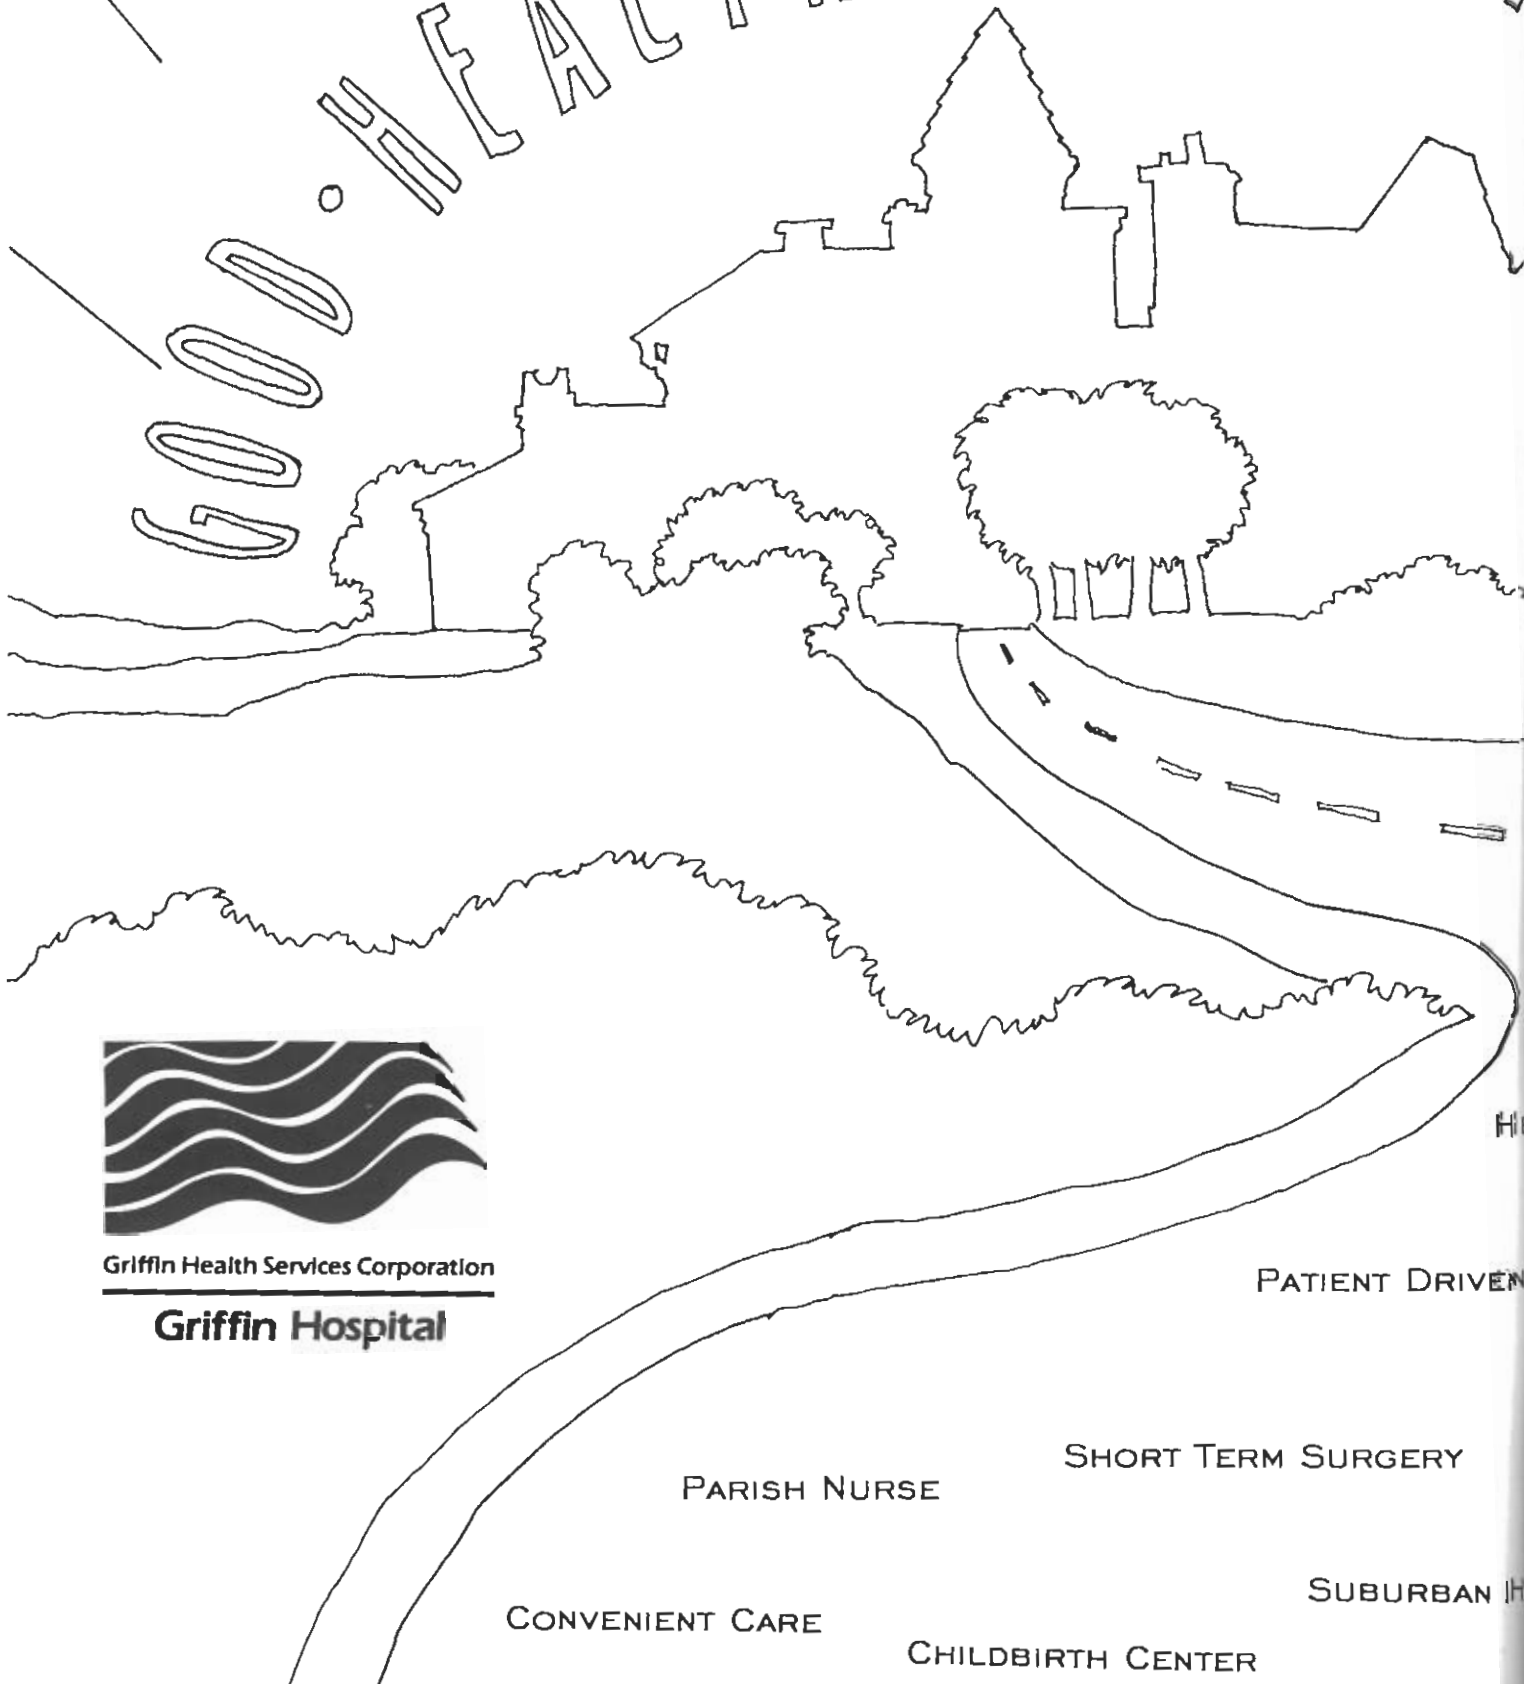 GOOD HEALT
Griffin Health Services Corporation
Griffin Hospital
PATIENT DRIVEN
SHORT TERM SURGERY
PARISH NURSE
SUBURBAN
CONVENIENT CARE
CHILDBIRTH CENTER